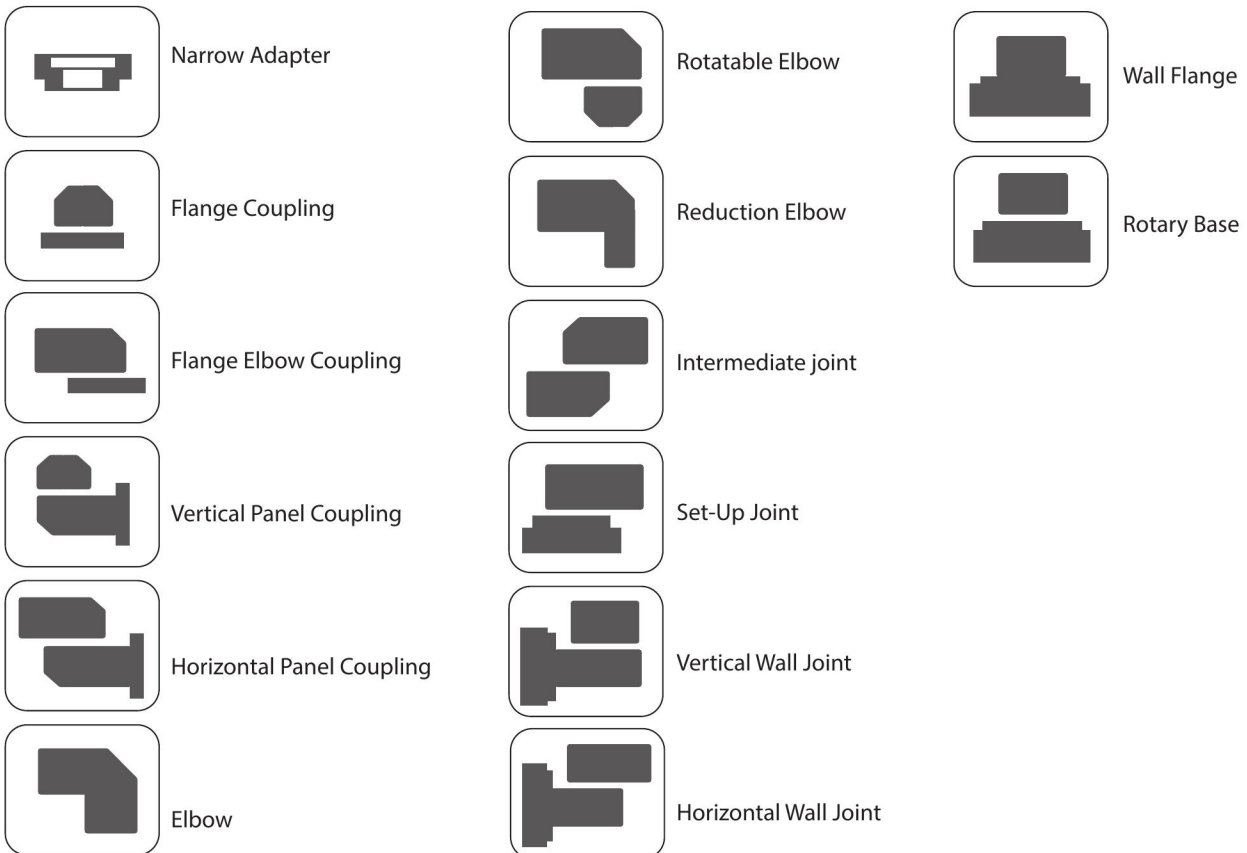 Narrow Adapter
Flange Coupling
Flange Elbow Coupling
Vertical Panel Coupling
Horizontal Panel Coupling
Elbow
Rotatable Elbow
Reduction Elbow
Intermediate joint
Set-Up Joint
Vertical Wall Joint
Horizontal Wall Joint
Wall Flange
Rotary Base